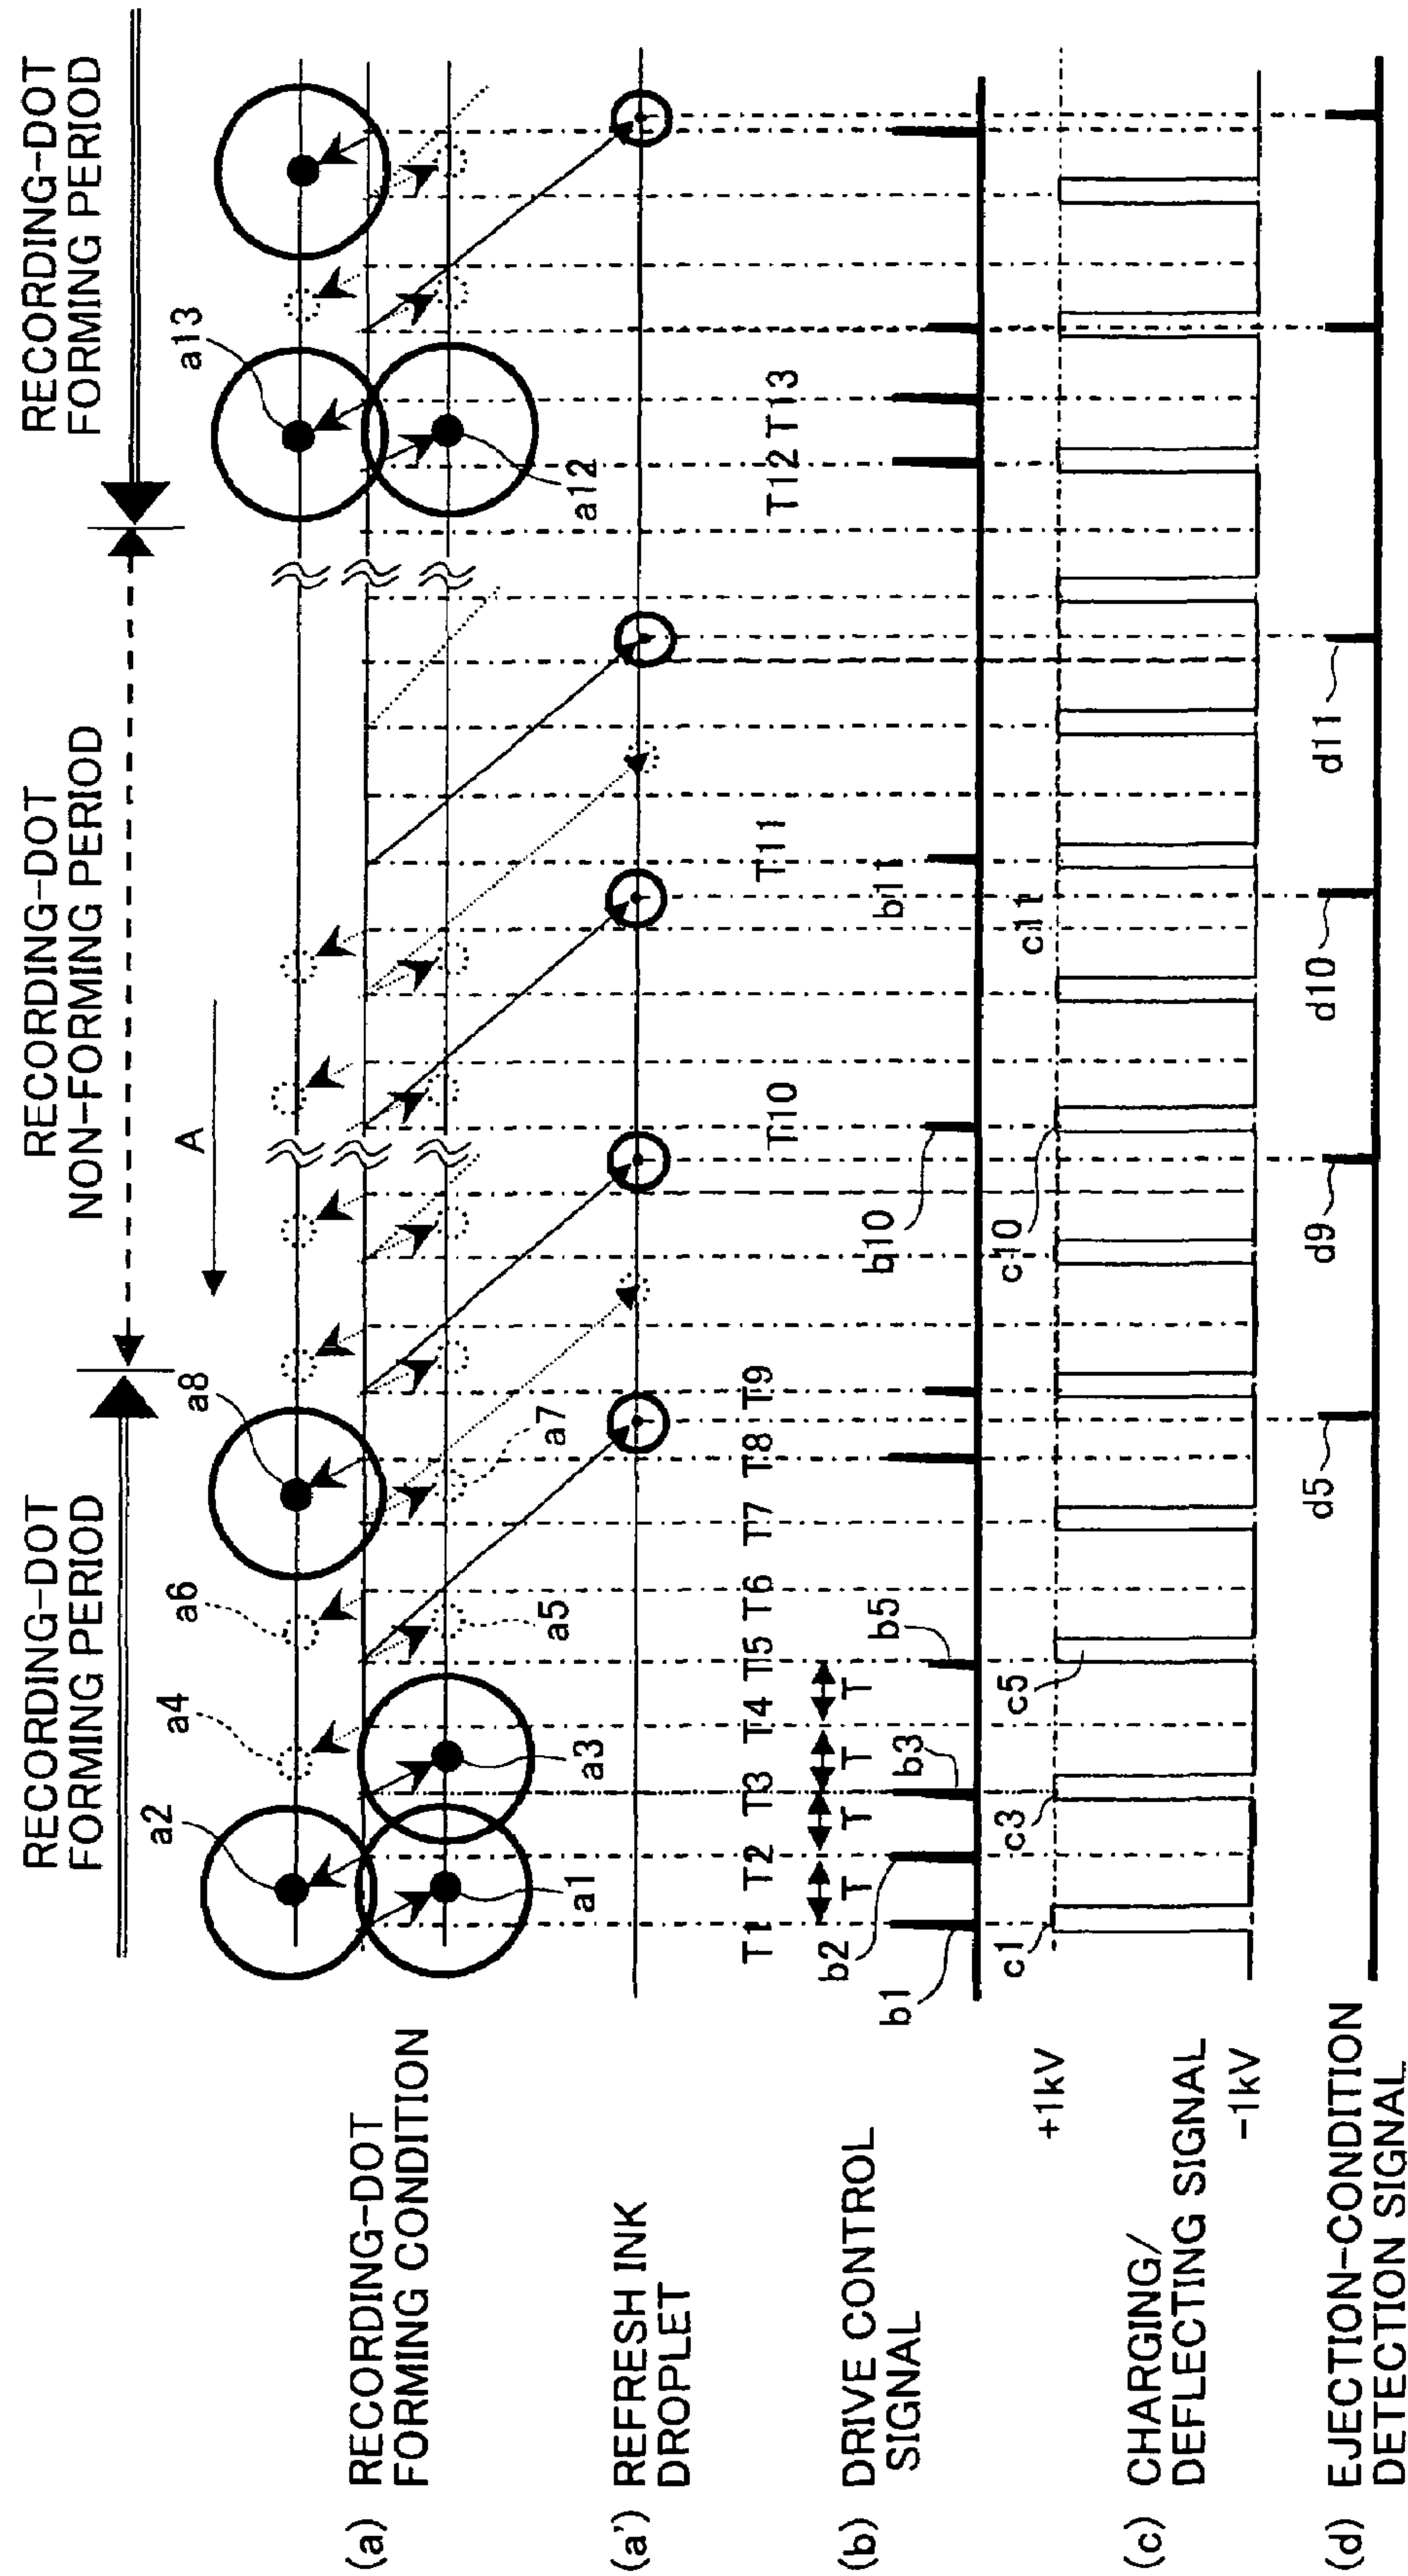 RECORDING-DOT
FORMING PERIOD
RECORDING-DOT
NON-FORMING PERIOD
RECORDING-DOT
FORMING PERIOD
A
a2
a4
a6
a8
a13
(a) RECORDING-DOT
FORMING CONDITION
a1
a3
a5
a7
a12
(a') REFRESH INK
DROPLET
T1 T2 T3 T4 T5 T6 T7 T8 T9 T10 T11 T12 T13
T T T T
(b) DRIVE CONTROL
SIGNAL
b1
b2
b3
b5
b10
b11
+1kV
c1
c3
c5
c10
c11
(c) CHARGING/
DEFLECTING SIGNAL
-1kV
(d) EJECTION-CONDITION
DETECTION SIGNAL
d5
d9
d10
d11